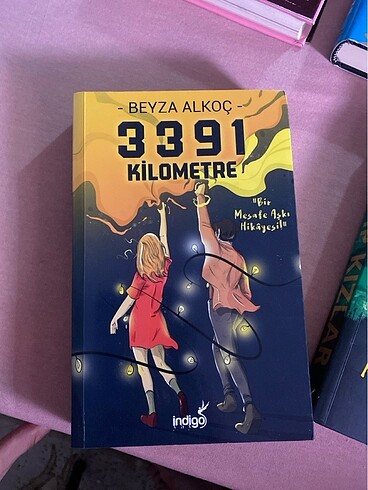 - BEYZA ALKOÇ -
3391
KİLOMETRE
"Bir
Mesafe Aşkı
Hikâyesi!"
indigo
KIZLAR